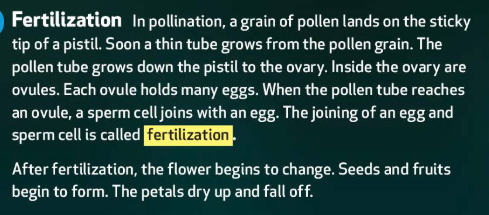 Fertilization In pollination, a grain of pollen lands on the sticky
tip of a pistil. Soon a thin tube grows from the pollen grain. The
pollen tube grows down the pistil to the ovary. Inside the ovary are
ovules. Each ovule holds many eggs. When the pollen tube reaches
an ovule, a sperm cell joins with an egg. The joining of an egg and
sperm cell is called fertilization.
After fertilization, the flower begins to change. Seeds and fruits
begin to form. The petals dry up and fall off.